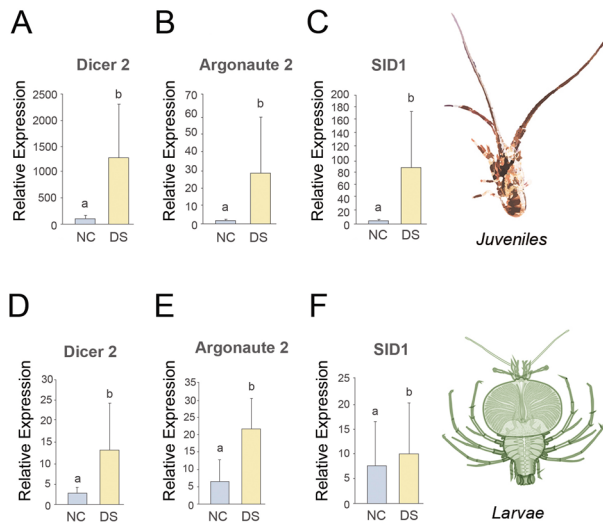 A
Dicer 2
Relative Expression
2500
2000
1500
1000
500
0
a
b
NC DS
B
Argonaute 2
Relative Expression
70
60
50
40
30
20
10
0
a
b
NC DS
C
SID1
Relative Expression
200
180
160
140
120
100
80
60
40
20
0
a
b
NC DS
Juveniles
D
Dicer 2
Relative Expression
30
25
20
15
10
5
0
a
b
NC DS
E
Argonaute 2
Relative Expression
35
30
25
20
15
10
5
0
a
b
NC DS
F
SID1
Relative Expression
25
20
15
10
5
0
a
b
NC DS
Larvae